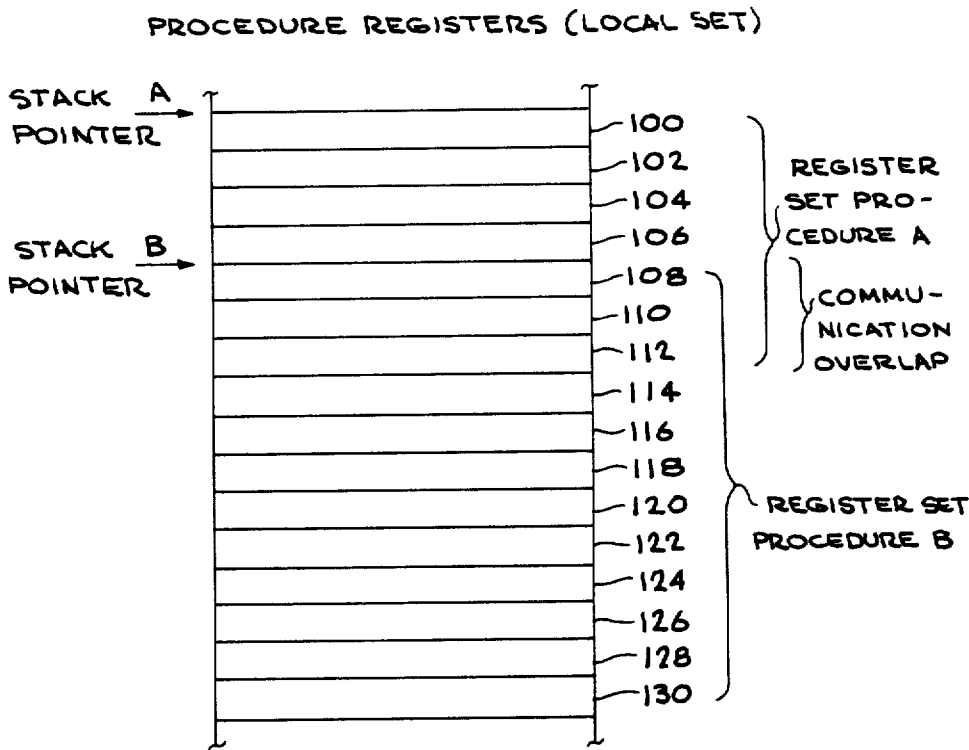 PROCEDURE REGISTERS (LOCAL SET)
STACK A
POINTER
STACK B
POINTER
100
102
104
106
108
110
112
114
116
118
120
122
124
126
128
130
REGISTER
SET PRO-
CEDURE A
COMMU-
NICATION
OVERLAP
REGISTER SET
PROCEDURE B